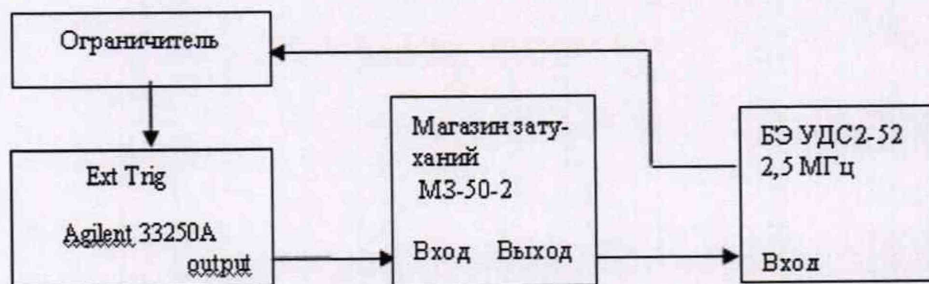 Ограничитель
Ext Trig
Agilent 33250A
output
Магазин зату-
ханий
МЗ-50-2
Вход Выход
БЭ УДС2-52
2,5 МГц
Вход